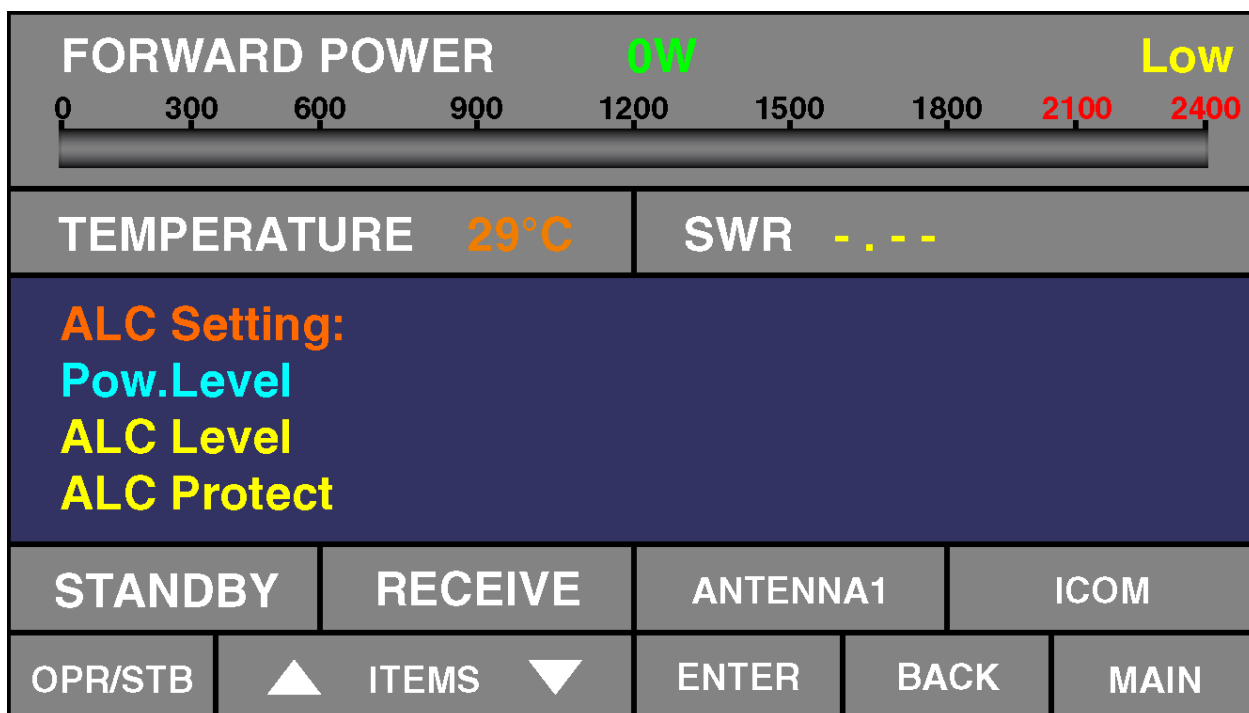 FORWARD POWER 0W Low
0 300 600 900 1200 1500 1800 2100 2400
TEMPERATURE 29°C SWR -.--
ALC Setting:
Pow.Level
ALC Level
ALC Protect
STANDBY RECEIVE ANTENNA1 ICOM
OPR/STB ▲ ITEMS ▼ ENTER BACK MAIN